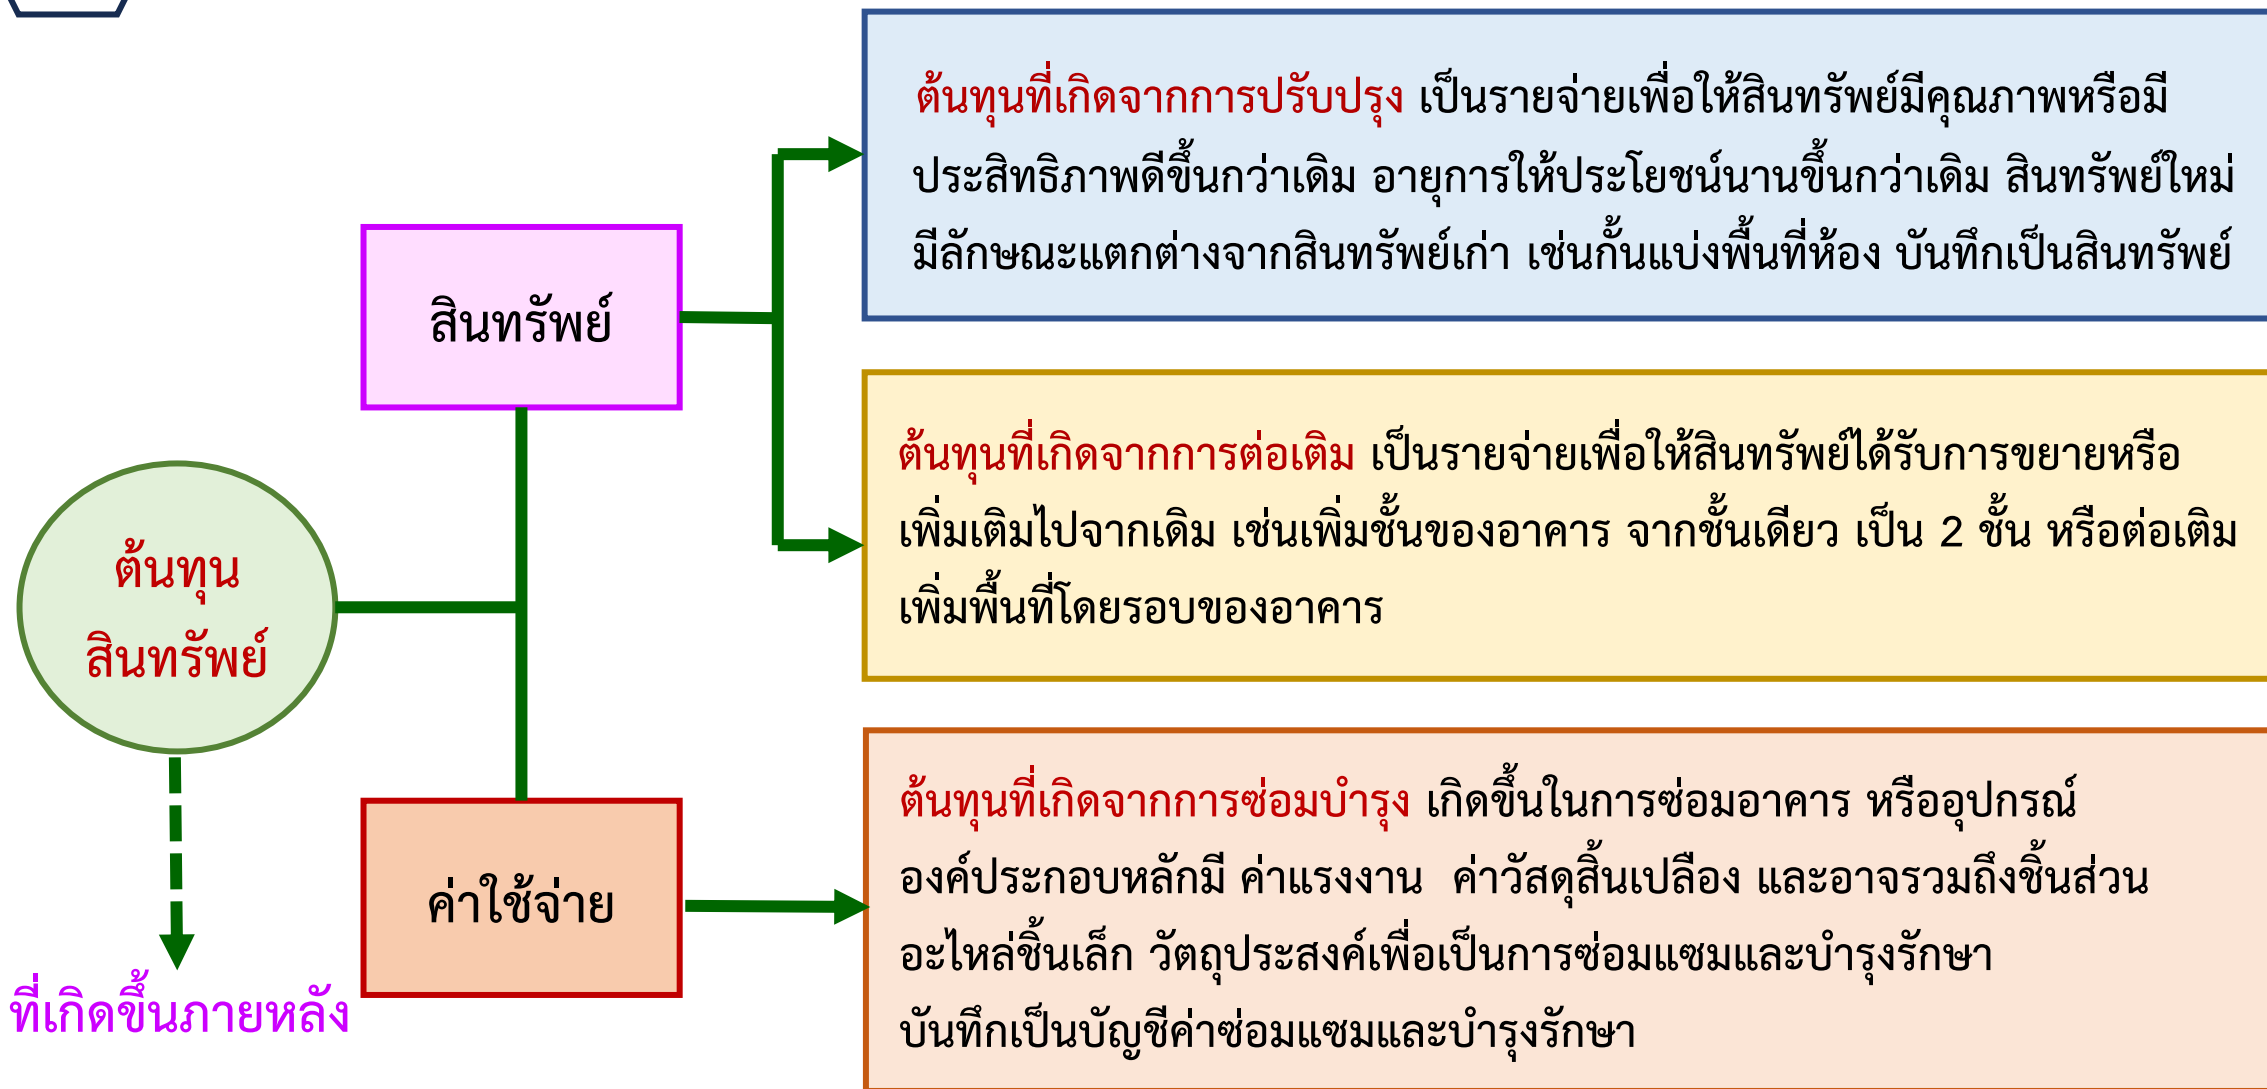 ต้นทุนที่เกิดจากการปรับปรุง เป็นรายจ่ายเพื่อให้สินทรัพย์มีคุณภาพหรือมี
ประสิทธิภาพดีขึ้นกว่าเดิม อายุการให้ประโยชน์นานขึ้นกว่าเดิม สินทรัพย์ใหม่
มีลักษณะแตกต่างจากสินทรัพย์เก่า เช่นกั้นแบ่งพื้นที่ห้อง บันทึกเป็นสินทรัพย์
สินทรัพย์
ต้นทุนที่เกิดจากการต่อเติม เป็นรายจ่ายเพื่อให้สินทรัพย์ได้รับการขยายหรือ
เพิ่มเติมไปจากเดิม เช่นเพิ่มชั้นของอาคาร จากชั้นเดียว เป็น 2 ชั้น หรือต่อเติม
เพิ่มพื้นที่โดยรอบของอาคาร
ต้นทุน
สินทรัพย์
ที่เกิดขึ้นภายหลัง
ค่าใช้จ่าย
ต้นทุนที่เกิดจากการซ่อมบำรุง เกิดขึ้นในการซ่อมอาคาร หรืออุปกรณ์
องค์ประกอบหลักมี ค่าแรงงาน ค่าวัสดุสิ้นเปลือง และอาจรวมถึงชิ้นส่วน
อะไหล่ชิ้นเล็ก วัตถุประสงค์เพื่อเป็นการซ่อมแซมและบำรุงรักษา
บันทึกเป็นบัญชีค่าซ่อมแซมและบำรุงรักษา